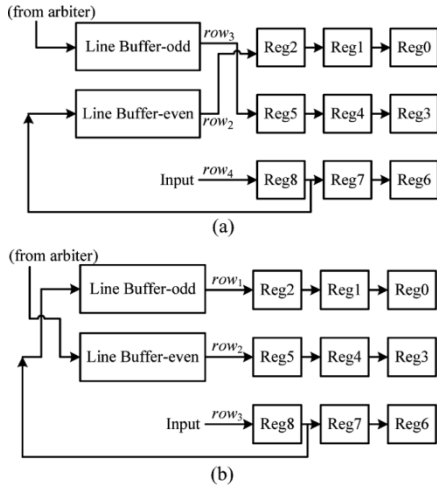 (from arbiter)
Line Buffer-odd
row3
Reg2
Reg1
Reg0
Line Buffer-even
row2
Reg5
Reg4
Reg3
Input
row4
Reg8
Reg7
Reg6
(a)
(from arbiter)
Line Buffer-odd
row1
Reg2
Reg1
Reg0
Line Buffer-even
row2
Reg5
Reg4
Reg3
Input
row3
Reg8
Reg7
Reg6
(b)